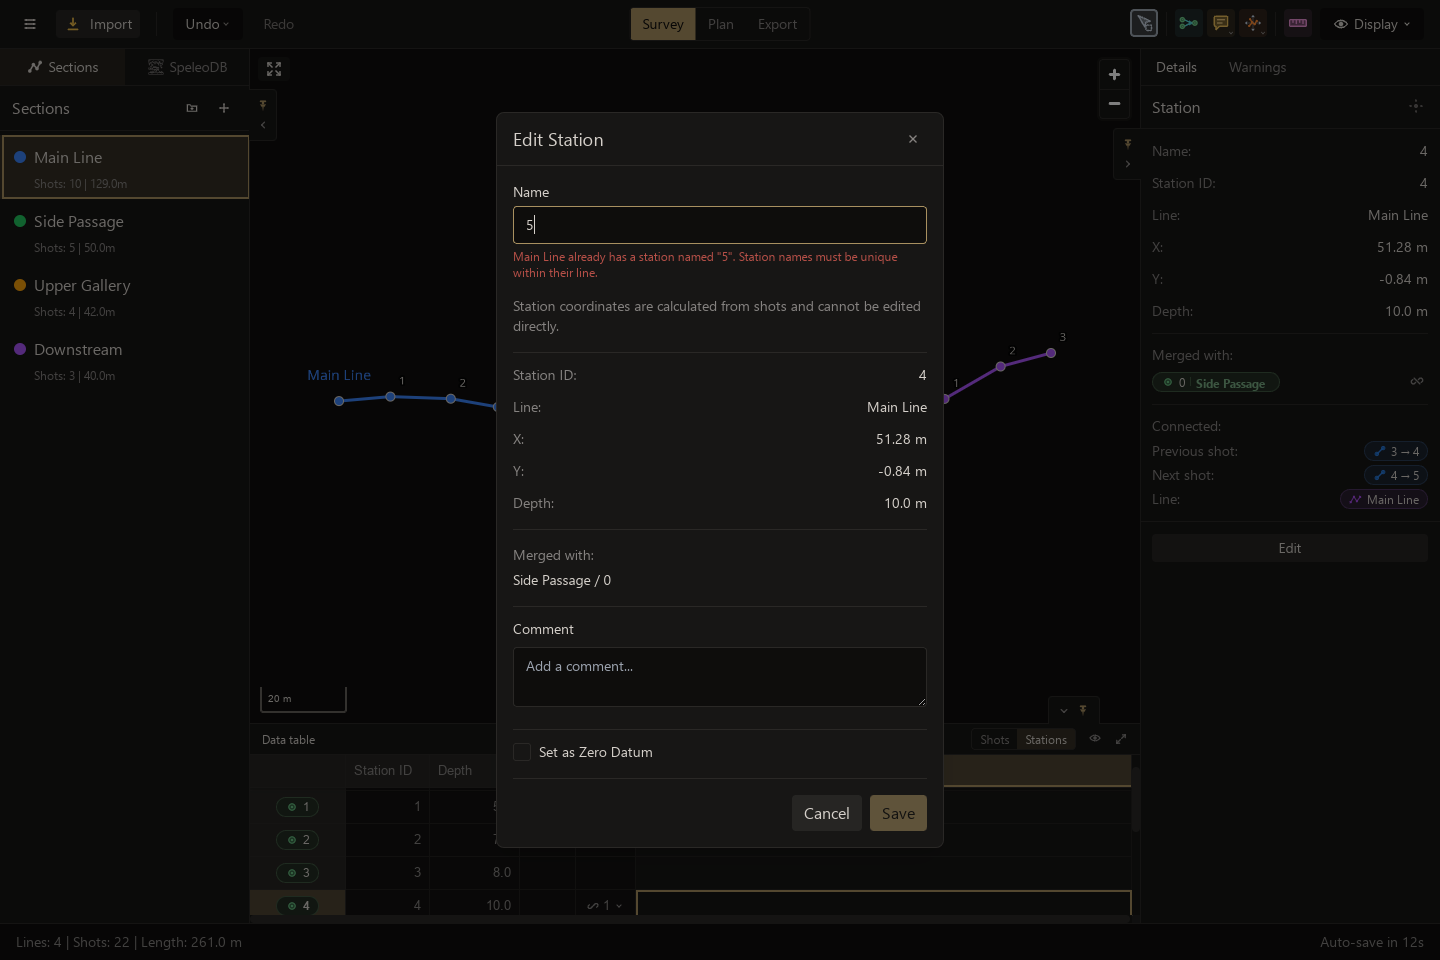 Import
Undo
Redo
Survey
Plan
Export
Display
Sections
SpeleoDB
Details
Warnings
Sections
Main Line
Shots: 10 | 129.0m
Side Passage
Shots: 5 | 50.0m
Upper Gallery
Shots: 4 | 42.0m
Downstream
Shots: 3 | 40.0m
Main Line
1
2
1
2
3
20 m
Edit Station
Name
5
Main Line already has a station named "5". Station names must be unique
within their line.
Station coordinates are calculated from shots and cannot be edited
directly.
Station ID: 4
Line: Main Line
X: 51.28 m
Y: -0.84 m
Depth: 10.0 m
Merged with:
Side Passage / 0
Comment
Add a comment...
Set as Zero Datum
Cancel
Save
Station
Name: 4
Station ID: 4
Line: Main Line
X: 51.28 m
Y: -0.84 m
Depth: 10.0 m
Merged with:
0 Side Passage
Connected:
Previous shot: 3 → 4
Next shot: 4 → 5
Line: Main Line
Edit
Data table
Shots
Stations
Station ID Depth
1 1
2 2
3 3 8.0
4 4 10.0 1
Lines: 4 | Shots: 22 | Length: 261.0 m
Auto-save in 12s